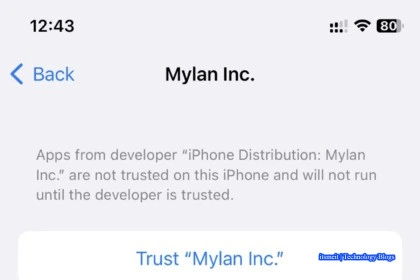 12:43
80
Back
Mylan Inc.
Apps from developer “iPhone Distribution: Mylan
Inc.” are not trusted on this iPhone and will not run
until the developer is trusted.
Trust “Mylan Inc.”
itsmeit |Technology Blogs